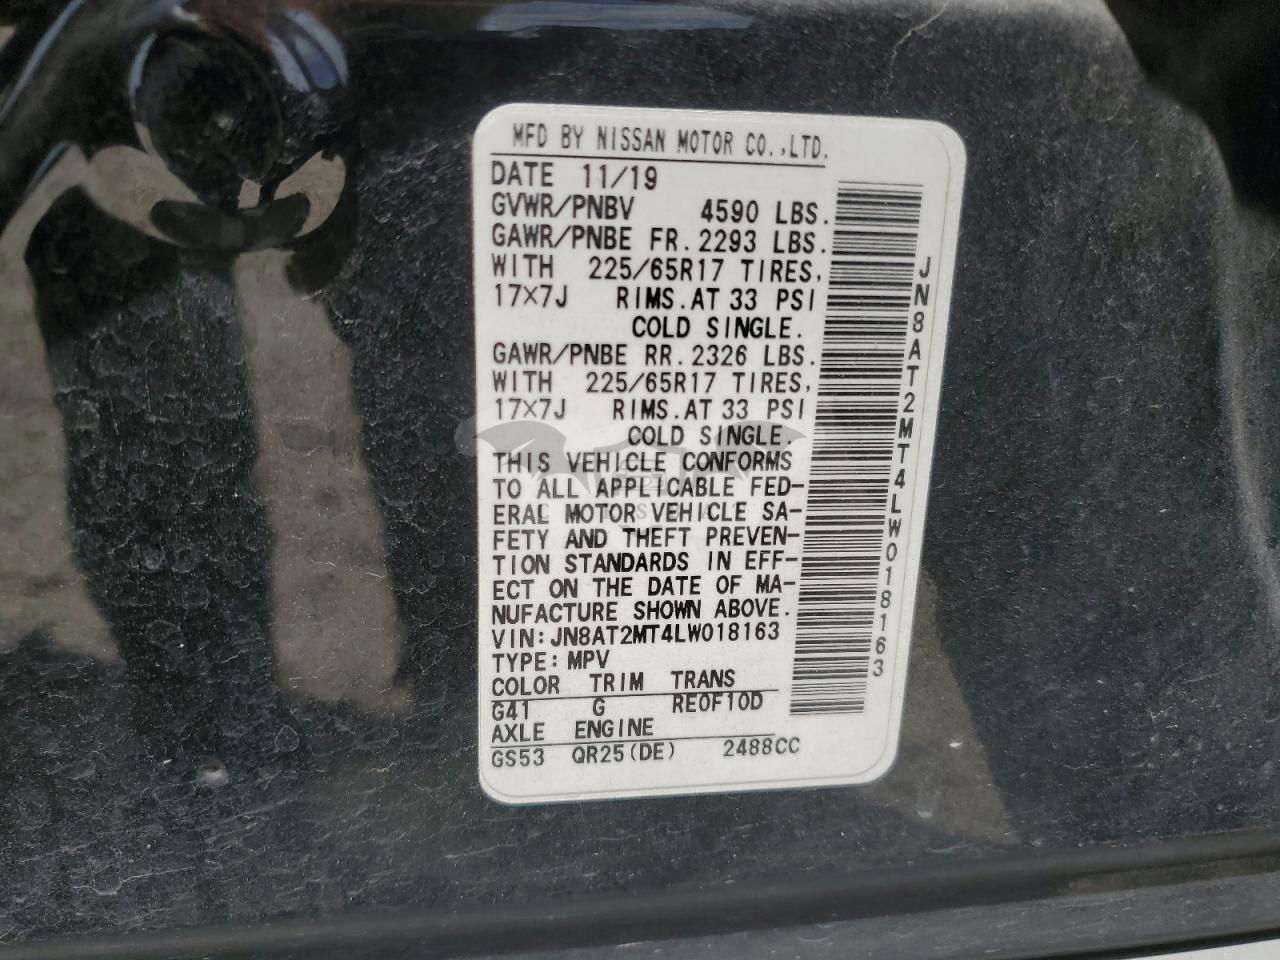 MFD BY NISSAN MOTOR CO.,LTD.
DATE 11/19
GVWR/PNBV 4590 LBS.
GAWR/PNBE FR. 2293 LBS.
WITH 225/65R17 TIRES,
17×7J RIMS. AT 33 PSI
COLD SINGLE.
GAWR/PNBE RR. 2326 LBS.
WITH 225/65R17 TIRES,
17×7J RIMS. AT 33 PSI
COLD SINGLE.
THIS VEHICLE CONFORMS
TO ALL APPLICABLE FED-
ERAL MOTOR VEHICLE SA-
FETY AND THEFT PREVEN-
TION STANDARDS IN EFF-
ECT ON THE DATE OF MA-
NUFACTURE SHOWN ABOVE.
VIN: JN8AT2MT4LW018163
TYPE: MPV
COLOR TRIM TRANS
G41 G RE0F10D
AXLE ENGINE
GS53 QR25(DE) 2488CC
JN8AT2MT4LW018163